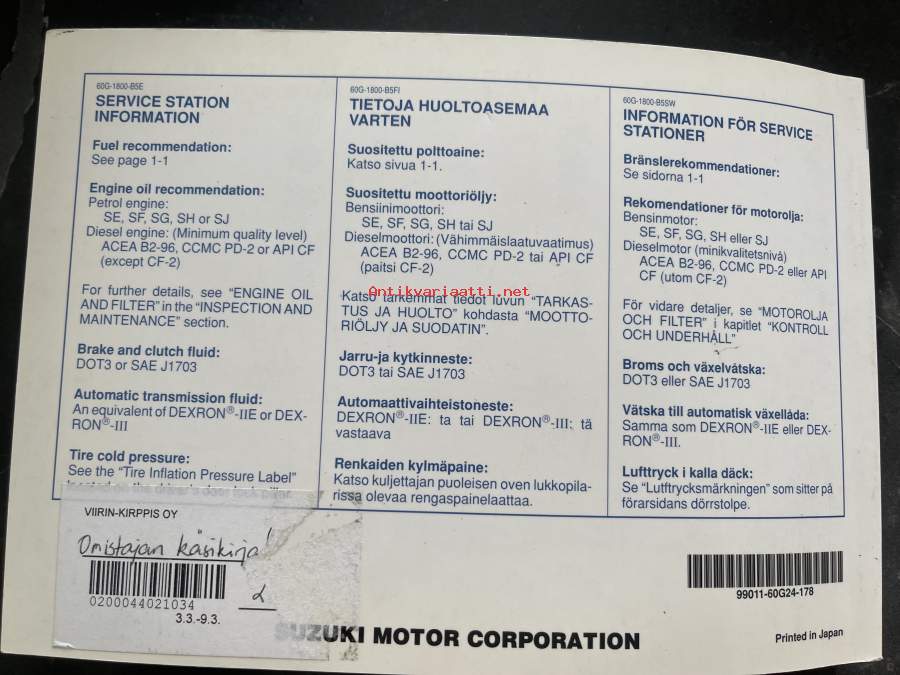 60G-1800-B5E
SERVICE STATION
INFORMATION
Fuel recommendation:
See page 1-1
Engine oil recommendation:
Petrol engine:
SE, SF, SG, SH or SJ
Diesel engine: (Minimum quality level)
ACEA B2-96, CCMC PD-2 or API CF
(except CF-2)
For further details, see “ENGINE OIL
AND FILTER” in the “INSPECTION AND
MAINTENANCE” section.
Brake and clutch fluid:
DOT3 or SAE J1703
Automatic transmission fluid:
An equivalent of DEXRON®-IIE or DEX-
RON®-III
Tire cold pressure:
See the “Tire Inflation Pressure Label”
located on the driver's door lock pillar.
60G-1800-B5FI
TIETOJA HUOLTOASEMAA
VARTEN
Suositettu polttoaine:
Katso sivua 1-1.
Suositettu moottoriöljy:
Bensiinimoottori:
SE, SF, SG, SH tai SJ
Dieselmoottori: (Vähimmäislaatuvaatimus)
ACEA B2-96, CCMC PD-2 tai API CF
(paitsi CF-2)
Katso tarkemmat tiedot luvun “TARKAS-
TUS JA HUOLTO” kohdasta “MOOTTO-
RIÖLJY JA SUODATIN”.
Jarru-ja kytkinneste:
DOT3 tai SAE J1703
Automaattivaihteistoneste:
DEXRON®-IIE: ta tai DEXRON®-III: tä
vastaava
Renkaiden kylmäpaine:
Katso kuljettajan puoleisen oven lukkopila-
rissa olevaa rengaspainelaattaa.
60G-1800-B5SW
INFORMATION FÖR SERVICE
STATIONER
Bränslerekommendationer:
Se sidorna 1-1
Rekomendationer för motorolja:
Bensinmotor:
SE, SF, SG, SH eller SJ
Dieselmotor (minikvalitetsnivå)
ACEA B2-96, CCMC PD-2 eller API
CF (utom CF-2)
För vidare detaljer, se “MOTOROLJA
OCH FILTER” i kapitlet “KONTROLL
OCH UNDERHÅLL”
Broms och växelvätska:
DOT3 eller SAE J1703
Vätska till automatisk växellåda:
Samma som DEXRON®-IIE eller DEX-
RON®-III.
Lufttryck i kalla däck:
Se “Lufttrycksmärkningen” som sitter på
förarsidans dörrstolpe.
Antikvariaatti.net
VIIRIN-KIRPPIS OY
Omistajan käsikirja!
0200044021034
3.3.-9.3.
99011-60G24-178
SUZUKI MOTOR CORPORATION
Printed in Japan